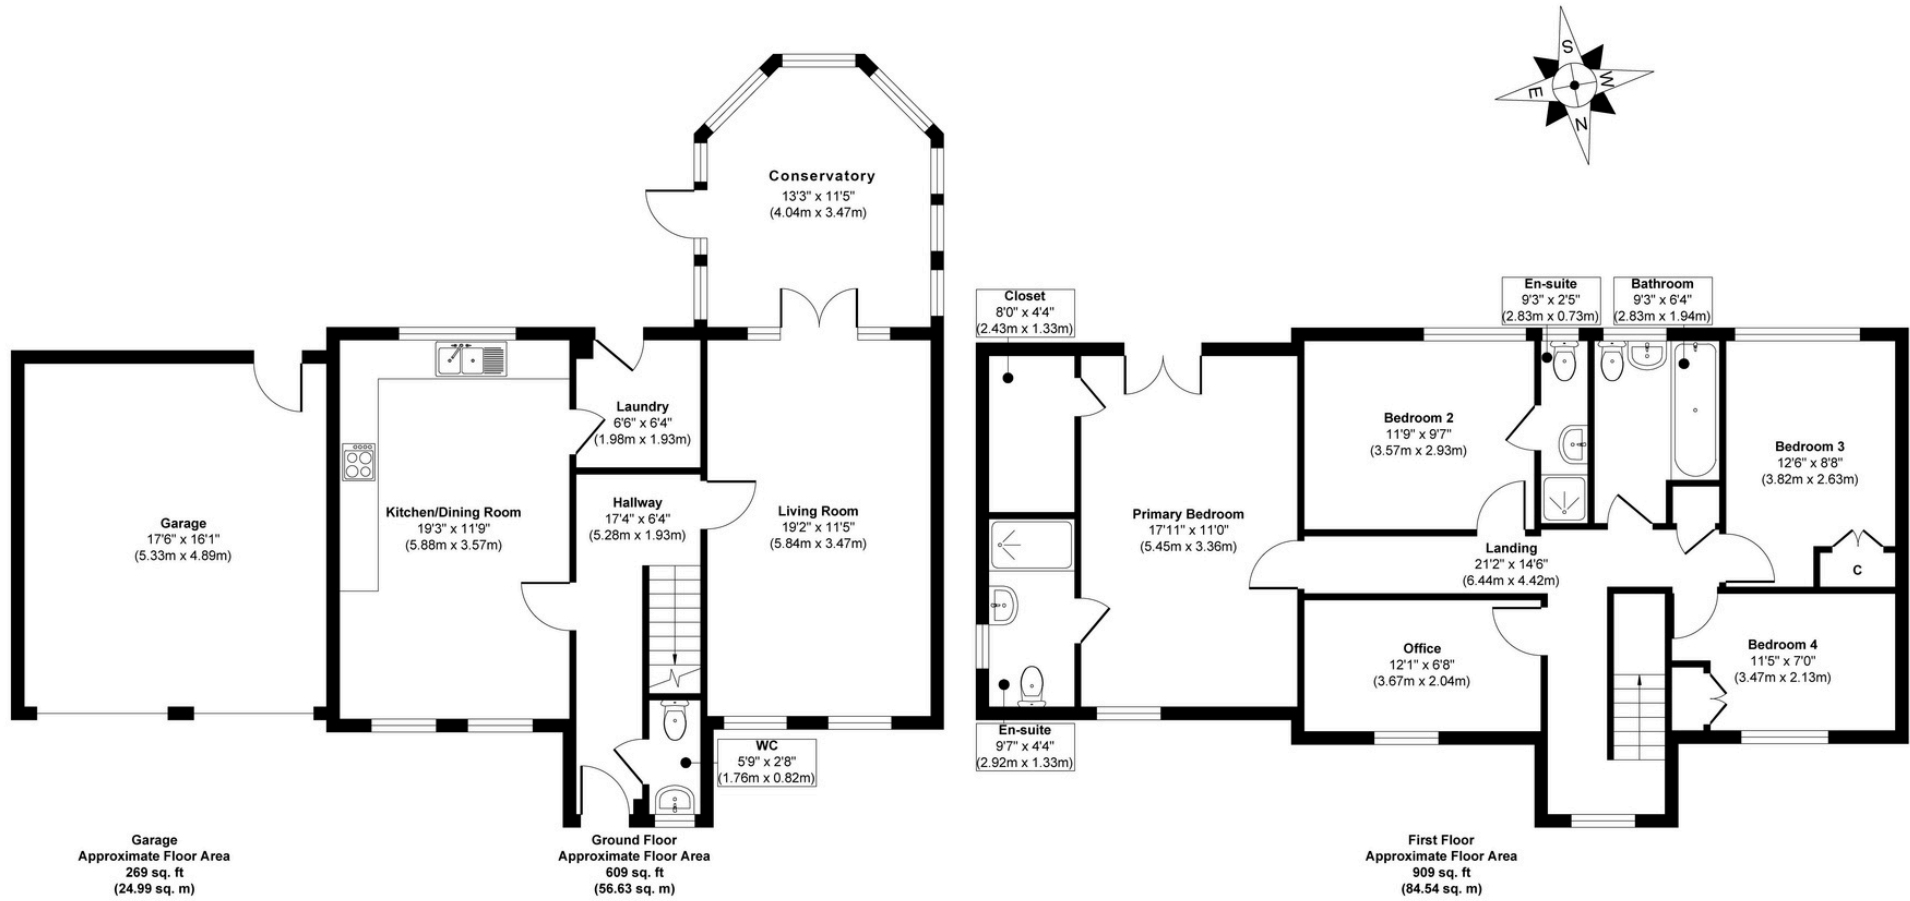 S
W
E
N
Conservatory
13'3" x 11'5"
(4.04m x 3.47m)
Laundry
6'6" x 6'4"
(1.98m x 1.93m)
Garage
17'6" x 16'1"
(5.33m x 4.89m)
Kitchen/Dining Room
19'3" x 11'9"
(5.88m x 3.57m)
Hallway
17'4" x 6'4"
(5.28m x 1.93m)
Living Room
19'2" x 11'5"
(5.84m x 3.47m)
WC
5'9" x 2'8"
(1.76m x 0.82m)
Closet
8'0" x 4'4"
(2.43m x 1.33m)
En-suite
9'3" x 2'5"
(2.83m x 0.73m)
Bathroom
9'3" x 6'4"
(2.83m x 1.94m)
Bedroom 2
11'9" x 9'7"
(3.57m x 2.93m)
Bedroom 3
12'6" x 8'8"
(3.82m x 2.63m)
Primary Bedroom
17'11" x 11'0"
(5.45m x 3.36m)
Landing
21'2" x 14'6"
(6.44m x 4.42m)
C
Office
12'1" x 6'8"
(3.67m x 2.04m)
Bedroom 4
11'5" x 7'0"
(3.47m x 2.13m)
En-suite
9'7" x 4'4"
(2.92m x 1.33m)
Garage
Approximate Floor Area
269 sq. ft
(24.99 sq. m)
Ground Floor
Approximate Floor Area
609 sq. ft
(56.63 sq. m)
First Floor
Approximate Floor Area
909 sq. ft
(84.54 sq. m)